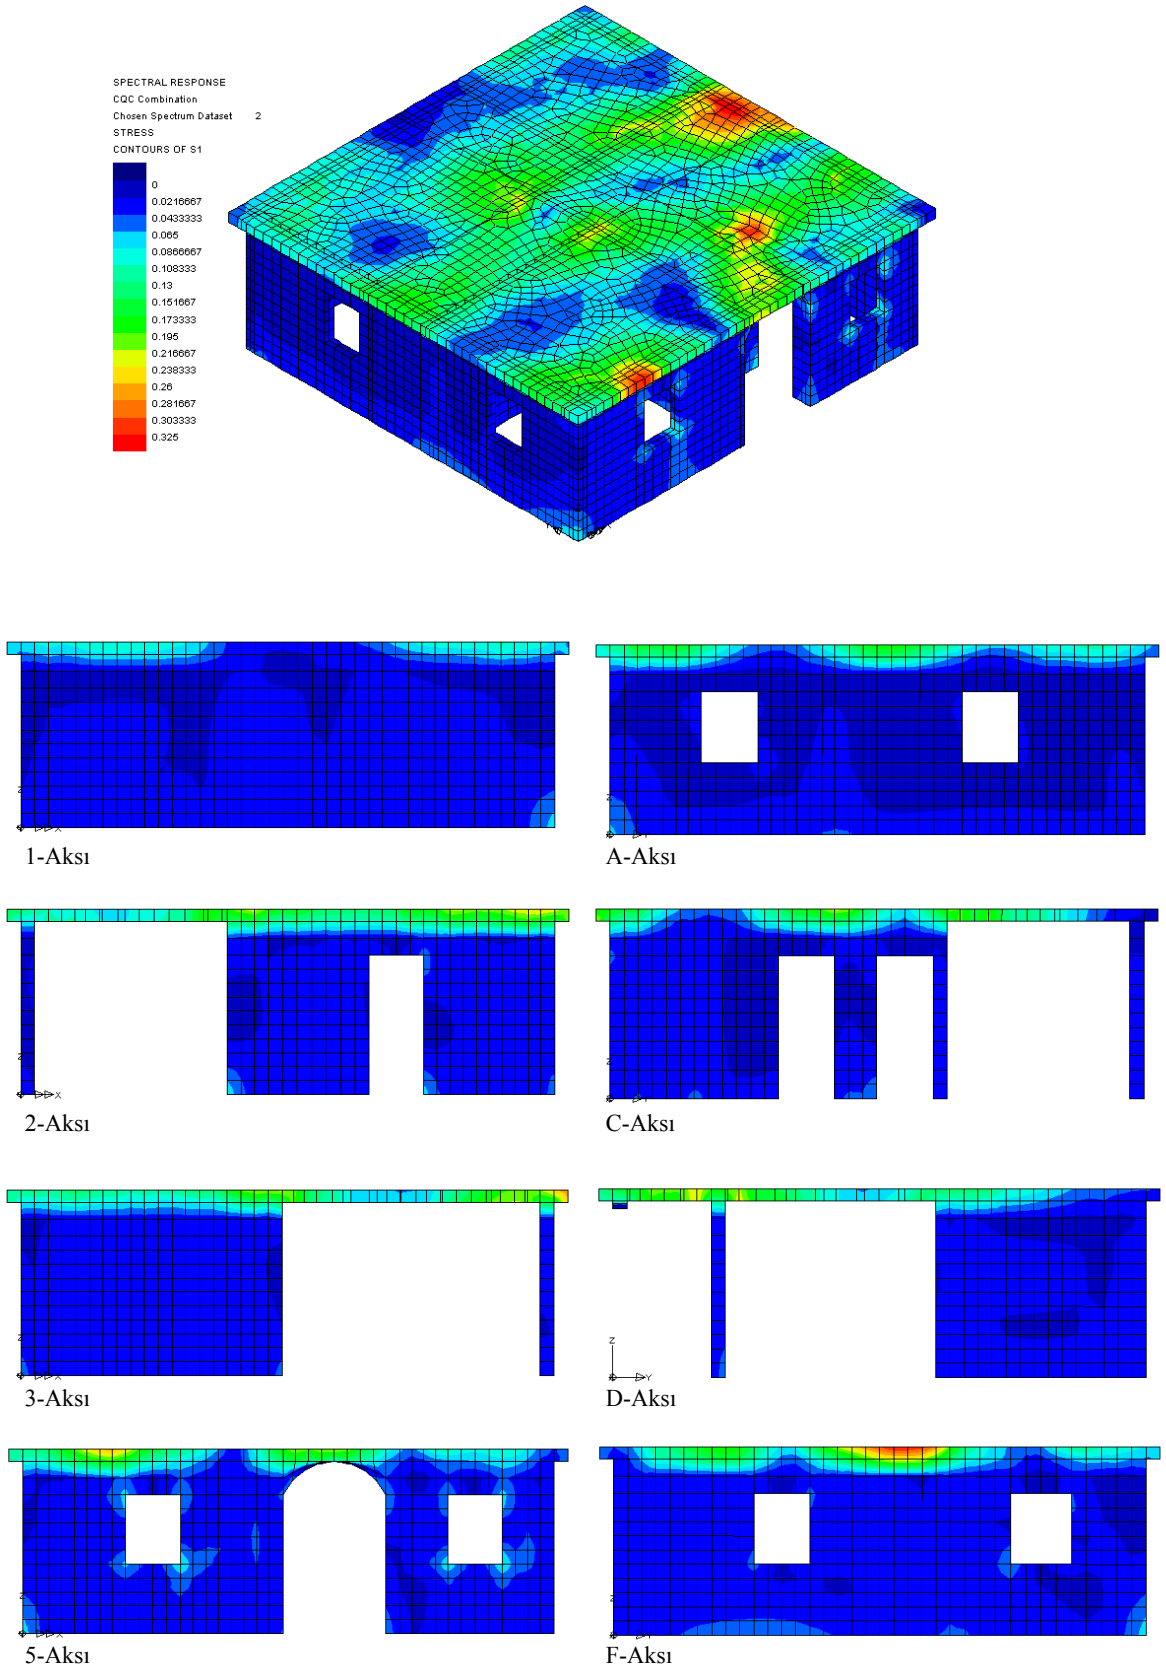 SPECTRAL RESPONSE
CQC Combination
Chosen Spectrum Dataset 2
STRESS
CONTOURS OF S1
0
0.0216667
0.0433333
0.065
0.0866667
0.108333
0.13
0.151667
0.173333
0.195
0.216667
0.238333
0.26
0.281667
0.303333
0.325
Z
X
1-Aksı
Z
Y
A-Aksı
Z
X
2-Aksı
Z
Y
C-Aksı
Z
X
3-Aksı
Z
Y
D-Aksı
Z
X
5-Aksı
Z
Y
F-Aksı